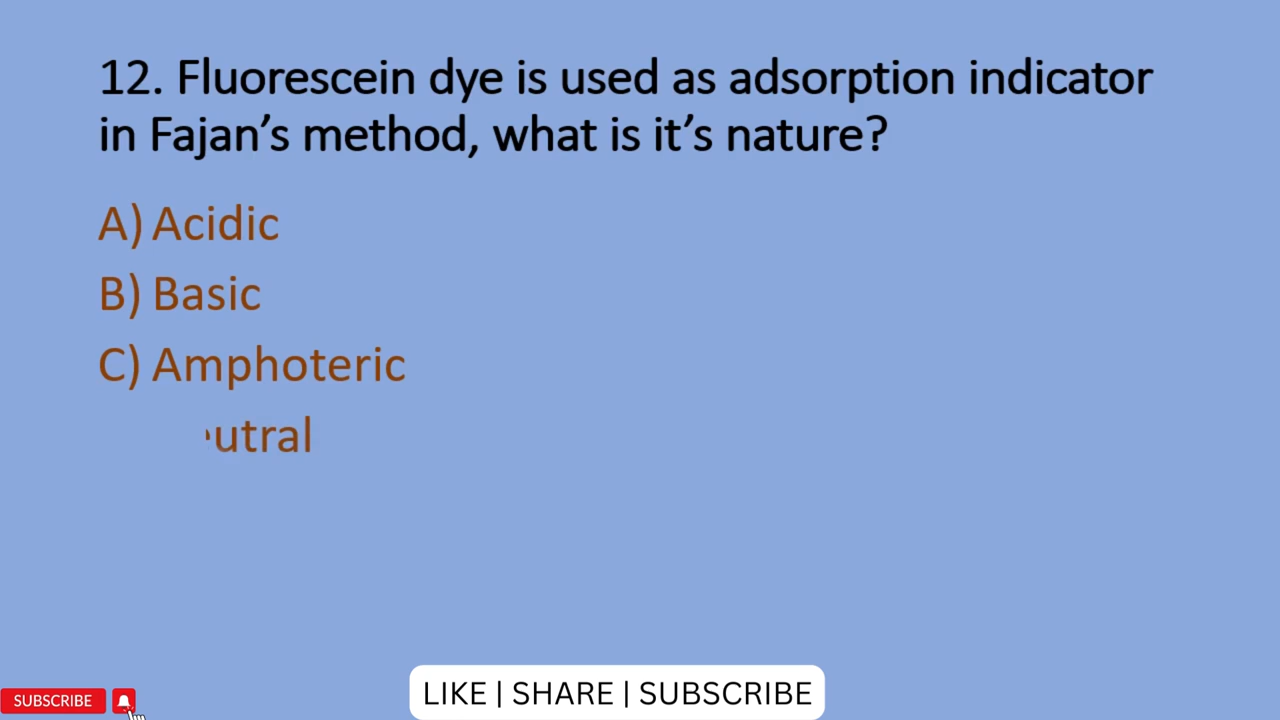 12. Fluorescein dye is used as adsorption indicator
in Fajan’s method, what is it’s nature?
A) Acidic
B) Basic
C) Amphoteric
SUBSCRIBE
LIKE | SHARE | SUBSCRIBE